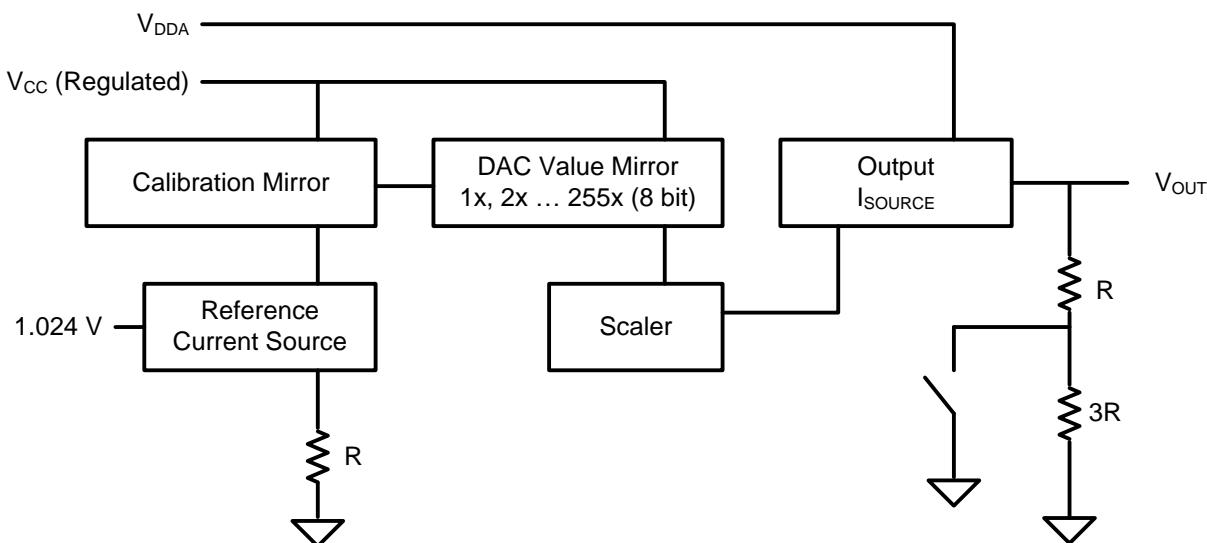 VDDA
VCC (Regulated)
Calibration Mirror
DAC Value Mirror
1x, 2x … 255x (8 bit)
Output
ISOURCE
VOUT
1.024 V
Reference
Current Source
Scaler
R
R
3R